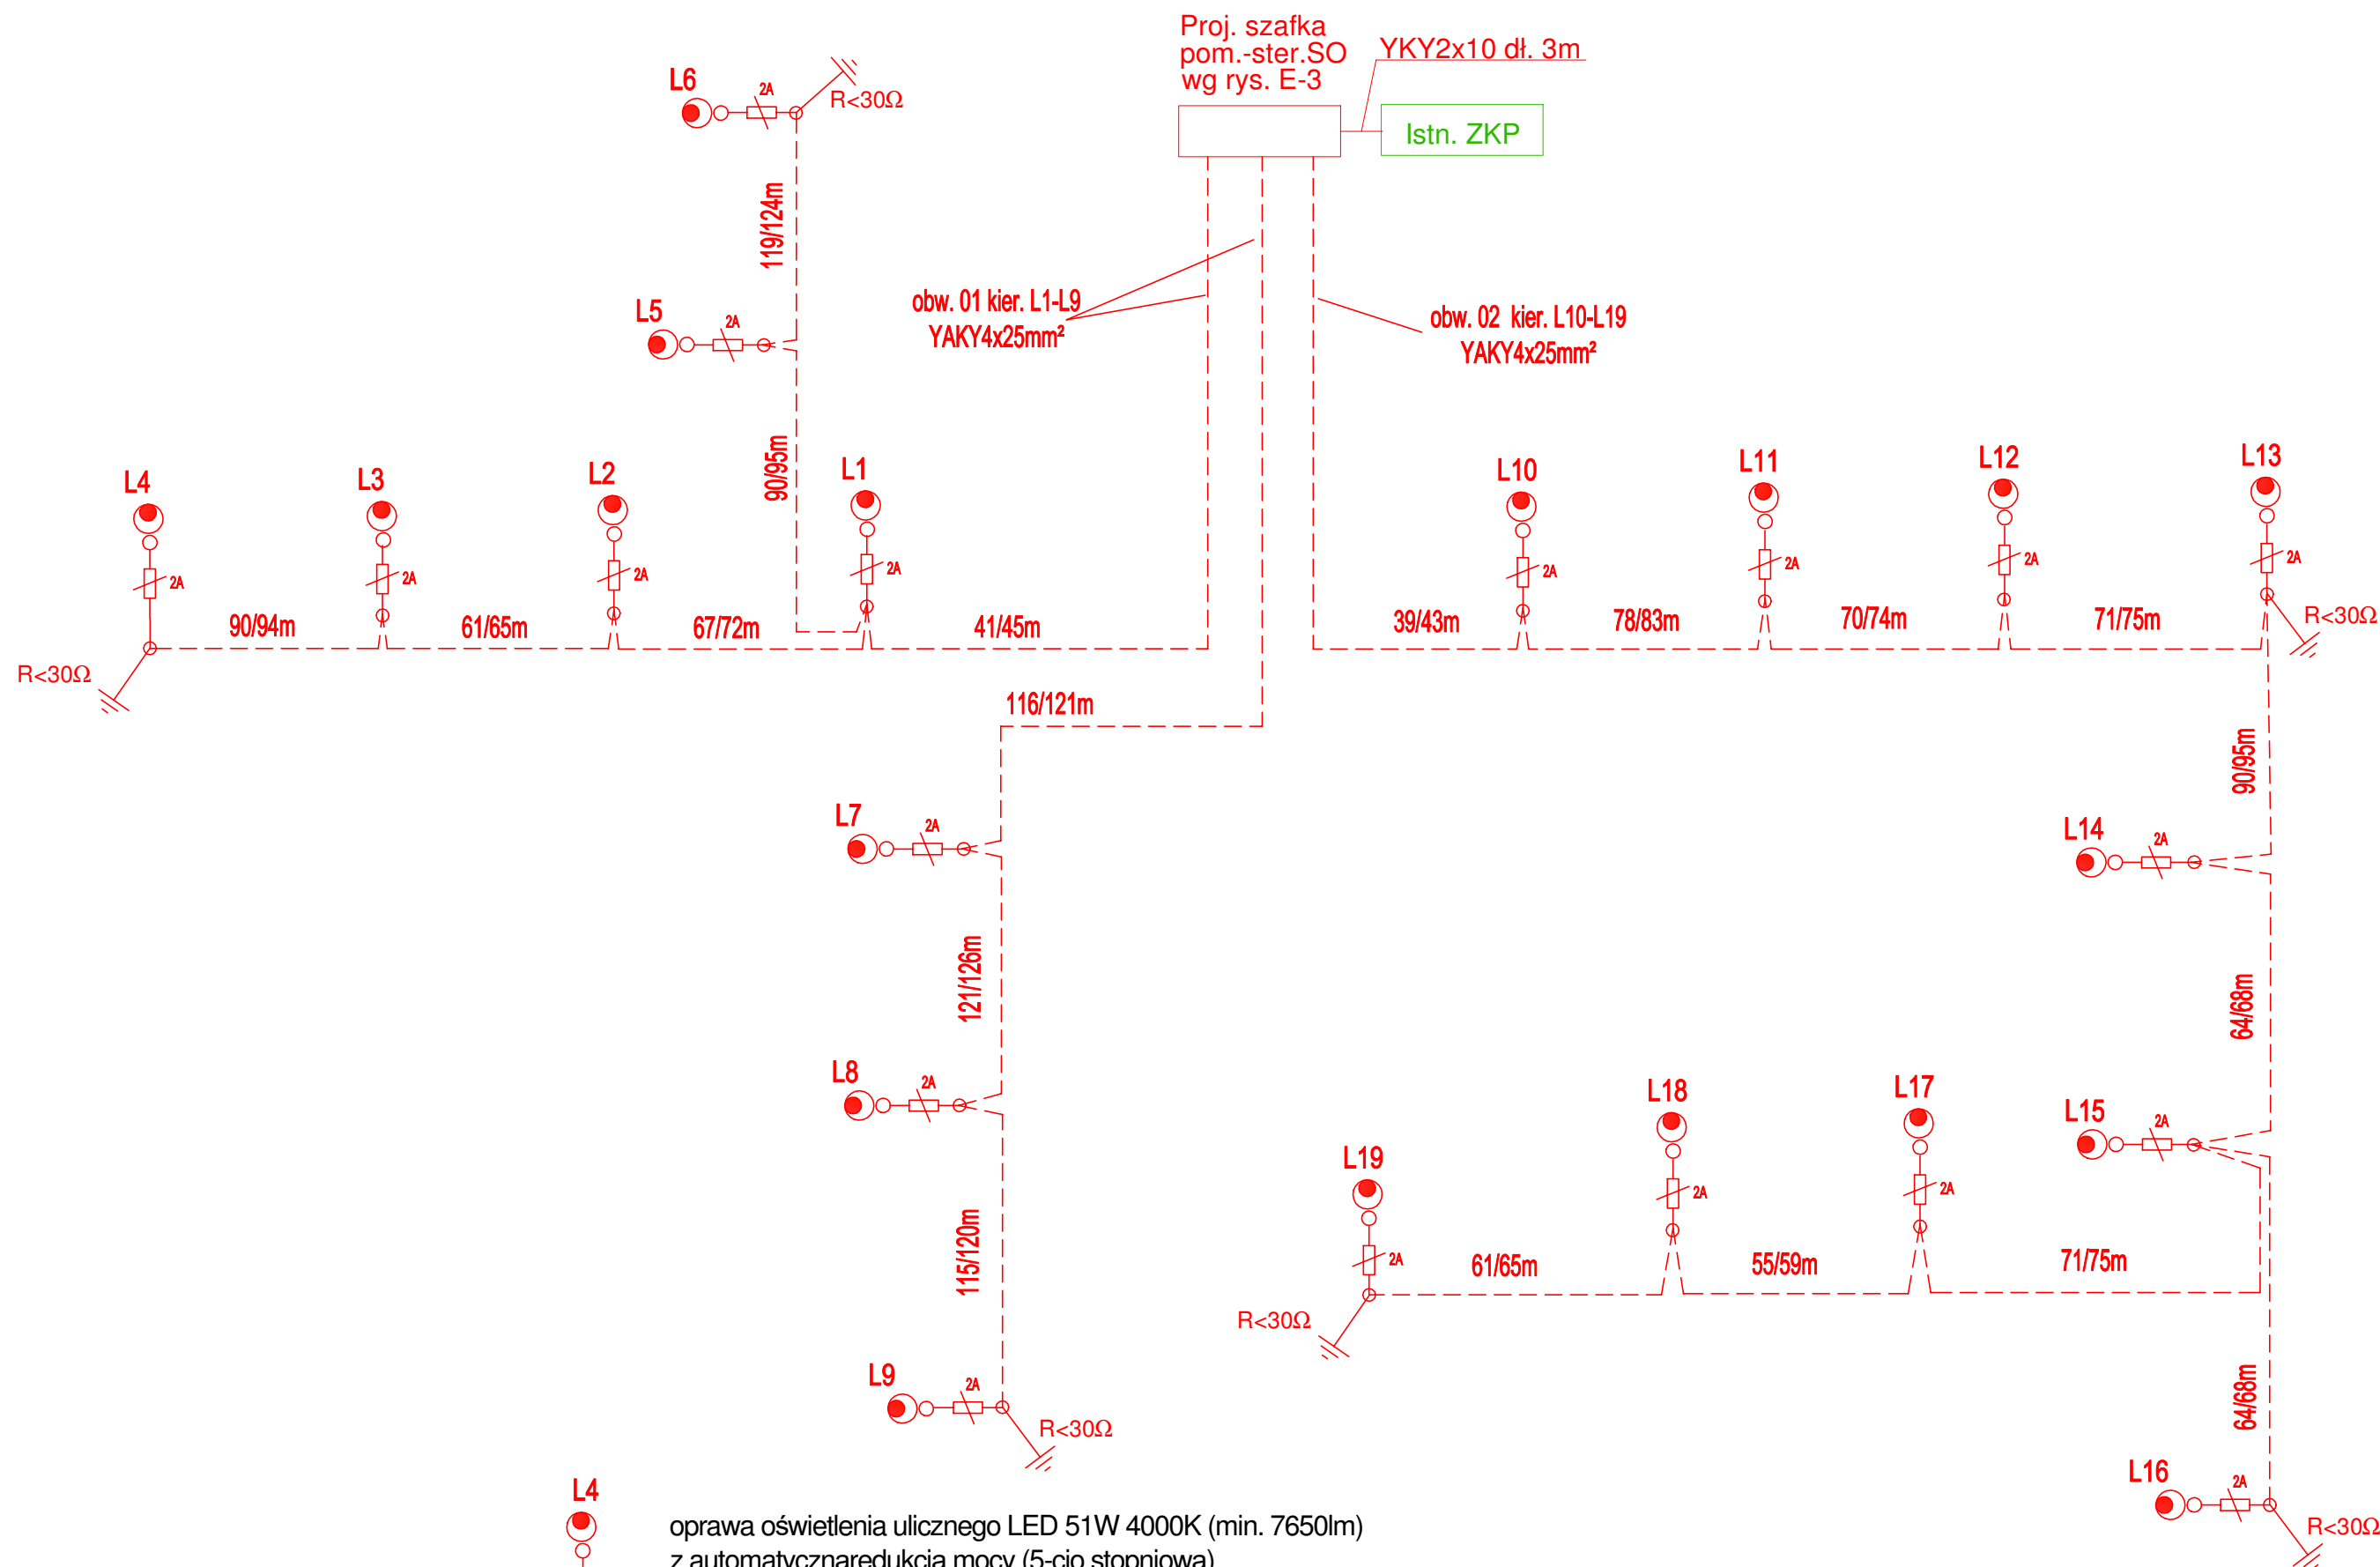 Proj. szafka
pom.-ster.SO
wg rys. E-3
YKY2x10 dł. 3m
Istn. ZKP
L6
2A
R<30Ω
119/124m
L5
2A
90/95m
obw. 01 kier. L1-L9
YAKY4x25mm²
obw. 02 kier. L10-L19
YAKY4x25mm²
L4
2A
L3
2A
L2
2A
L1
2A
R<30Ω
90/94m
61/65m
67/72m
41/45m
L10
2A
L11
2A
L12
2A
L13
2A
39/43m
78/83m
70/74m
71/75m
R<30Ω
116/121m
L7
2A
121/126m
L8
2A
115/120m
L9
2A
R<30Ω
90/95m
L14
2A
64/68m
L15
2A
L18
2A
L17
2A
L19
2A
61/65m
55/59m
71/75m
R<30Ω
64/68m
L16
2A
R<30Ω
L4
oprawa oświetlenia ulicznego LED 51W 4000K (min. 7650lm)
z automatycznaredukcja mocy (5-cio stopniowa)